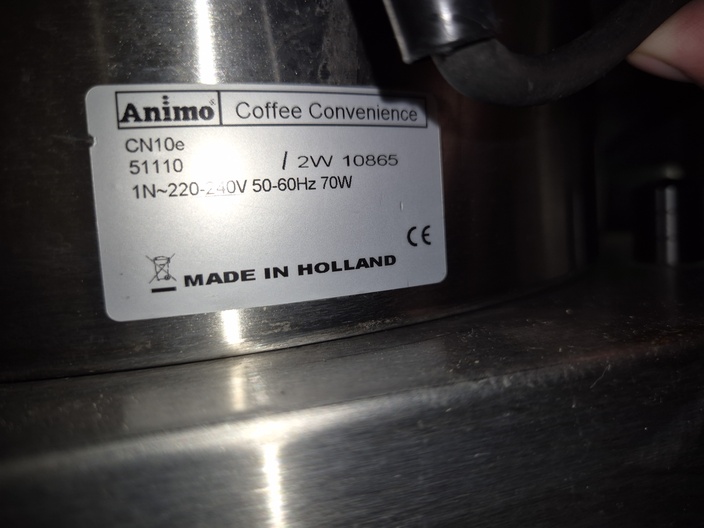 Animo Coffee Convenience
CN10e
51110 / 2W 10865
1N~220-240V 50-60Hz 70W
CE
MADE IN HOLLAND